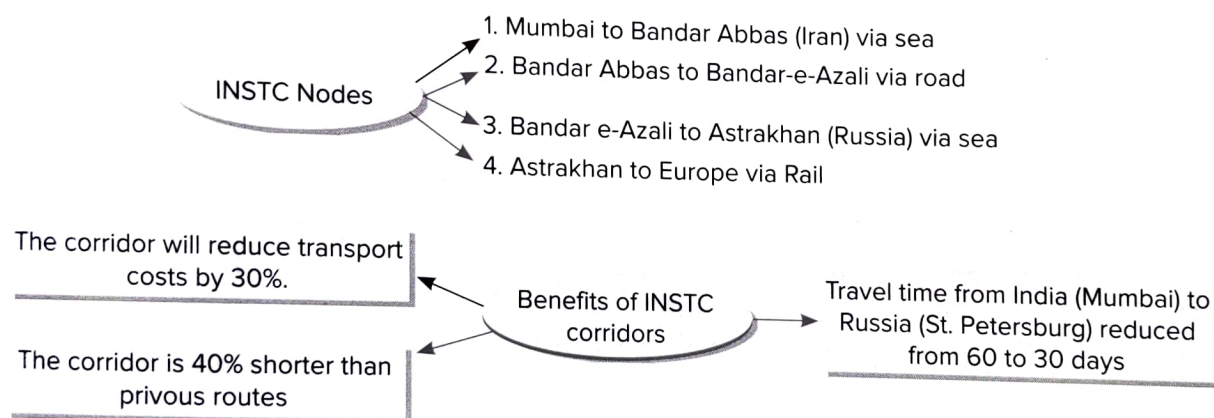 INSTC Nodes
1. Mumbai to Bandar Abbas (Iran) via sea
2. Bandar Abbas to Bandar-e-Azali via road
3. Bandar e-Azali to Astrakhan (Russia) via sea
4. Astrakhan to Europe via Rail
The corridor will reduce transport
costs by 30%.
The corridor is 40% shorter than
privous routes
Benefits of INSTC
corridors
Travel time from India (Mumbai) to
Russia (St. Petersburg) reduced
from 60 to 30 days